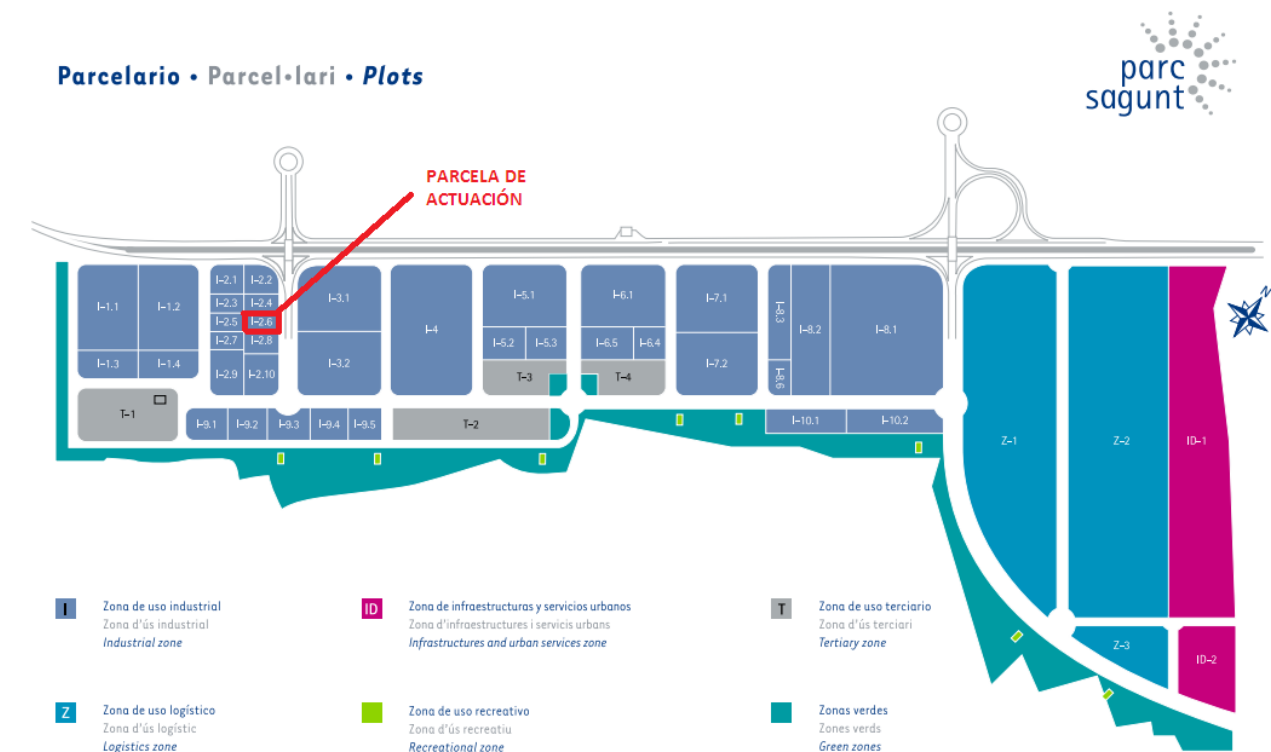 Parcelario • Parcel·lari • Plots
parc
sagunt
PARCELA DE
ACTUACIÓN
N
I-1.1
I-1.2
I-1.3
I-1.4
I-2.1
I-2.2
I-2.3
I-2.4
I-2.5
I-2.6
I-2.7
I-2.8
I-2.9
I-2.10
I-3.1
I-3.2
I-4
I-5.1
I-5.2
I-5.3
T-3
I-6.1
I-6.5
I-6.4
T-4
I-7.1
I-7.2
I-8.3
I-8.6
I-8.2
I-8.1
T-1
I-9.1
I-9.2
I-9.3
I-9.4
I-9.5
T-2
I-10.1
I-10.2
Z-1
Z-2
ID-1
Z-3
ID-2
I
Zona de uso industrial
Zona d'ús industrial
Industrial zone
ID
Zona de infraestructuras y servicios urbanos
Zona d'infraestructures i servicis urbans
Infrastructures and urban services zone
T
Zona de uso terciario
Zona d'ús terciari
Tertiary zone
Z
Zona de uso logístico
Zona d'ús logístic
Logistics zone
Zona de uso recreativo
Zona d'ús recreatiu
Recreational zone
Zonas verdes
Zones verds
Green zones